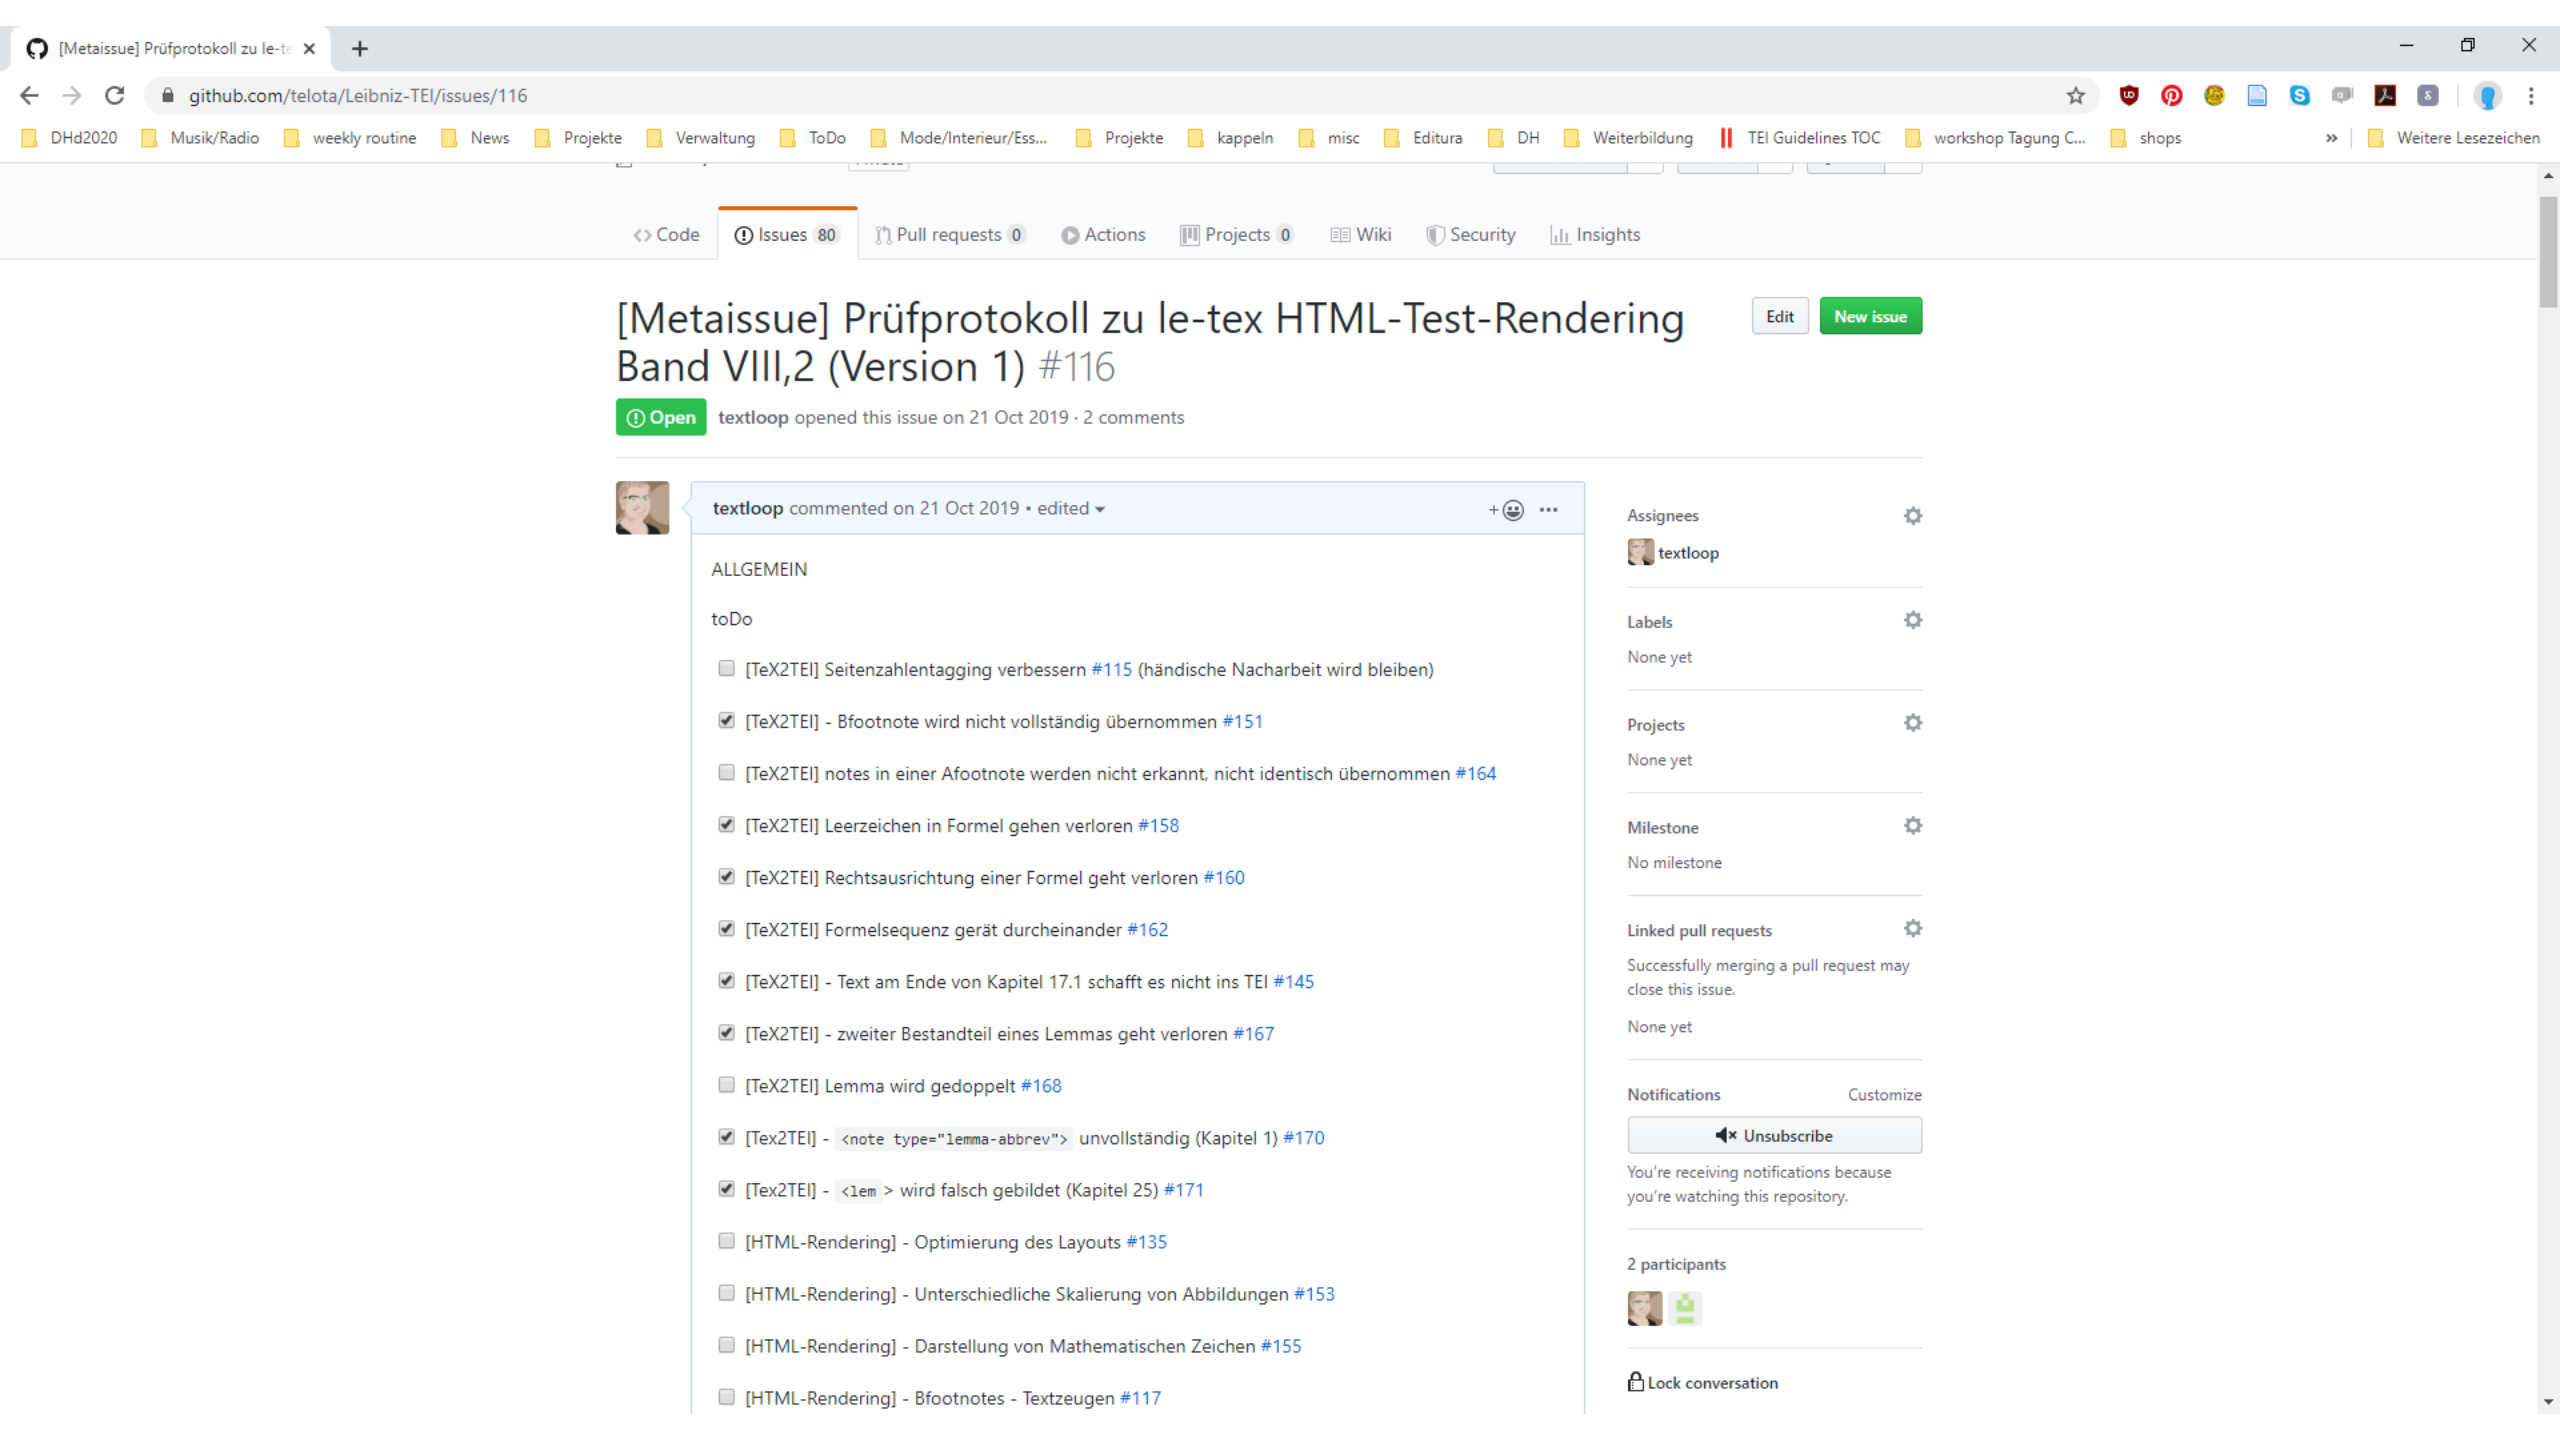 [Metaissue] Prüfprotokoll zu le-te
github.com/telota/Leibniz-TEI/issues/116
DHd2020 Musik/Radio weekly routine News Projekte Verwaltung ToDo Mode/Interieur/Ess... Projekte kappeln misc Editura DH Weiterbildung TEI Guidelines TOC workshop Tagung C... shops » Weitere Lesezeichen
Code Issues 80 Pull requests 0 Actions Projects 0 Wiki Security Insights
[Metaissue] Prüfprotokoll zu le-tex HTML-Test-Rendering
Band VIII,2 (Version 1) #116
Edit New issue
Open textloop opened this issue on 21 Oct 2019 · 2 comments
textloop commented on 21 Oct 2019 • edited
ALLGEMEIN
toDo
[TeX2TEI] Seitenzahlentagging verbessern #115 (händische Nacharbeit wird bleiben)
[TeX2TEI] - Bfootnote wird nicht vollständig übernommen #151
[TeX2TEI] notes in einer Afootnote werden nicht erkannt, nicht identisch übernommen #164
[TeX2TEI] Leerzeichen in Formel gehen verloren #158
[TeX2TEI] Rechtsausrichtung einer Formel geht verloren #160
[TeX2TEI] Formelsequenz gerät durcheinander #162
[TeX2TEI] - Text am Ende von Kapitel 17.1 schafft es nicht ins TEI #145
[TeX2TEI] - zweiter Bestandteil eines Lemmas geht verloren #167
[TeX2TEI] Lemma wird gedoppelt #168
[Tex2TEI] - <note type="lemma-abbrev"> unvollständig (Kapitel 1) #170
[Tex2TEI] - <lem > wird falsch gebildet (Kapitel 25) #171
[HTML-Rendering] - Optimierung des Layouts #135
[HTML-Rendering] - Unterschiedliche Skalierung von Abbildungen #153
[HTML-Rendering] - Darstellung von Mathematischen Zeichen #155
[HTML-Rendering] - Bfootnotes - Textzeugen #117
Assignees
textloop
Labels
None yet
Projects
None yet
Milestone
No milestone
Linked pull requests
Successfully merging a pull request may
close this issue.
None yet
Notifications Customize
Unsubscribe
You're receiving notifications because
you're watching this repository.
2 participants
Lock conversation